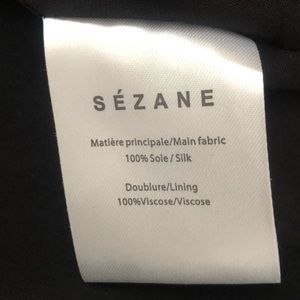 SÉZANE
Matière principale/Main fabric
100% Soie / Silk
Doublure/Lining
100%Viscose/Viscose